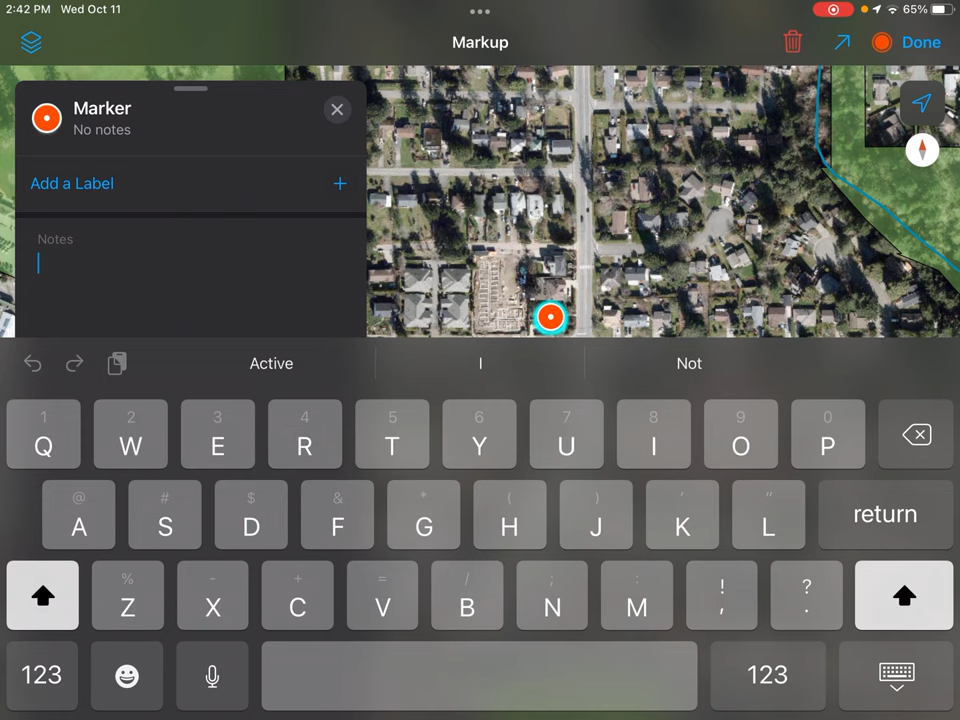 2:42 PM Wed Oct 11
65%
Markup
Done
Marker
No notes
Add a Label
Notes
Active
I
Not
1 2 3 4 5 6 7 8 9 0
Q W E R T Y U I O P
@ # $ & * ( ) ' "
A S D F G H J K L return
% - + = / ; : ! ?
Z X C V B N M , .
123 123